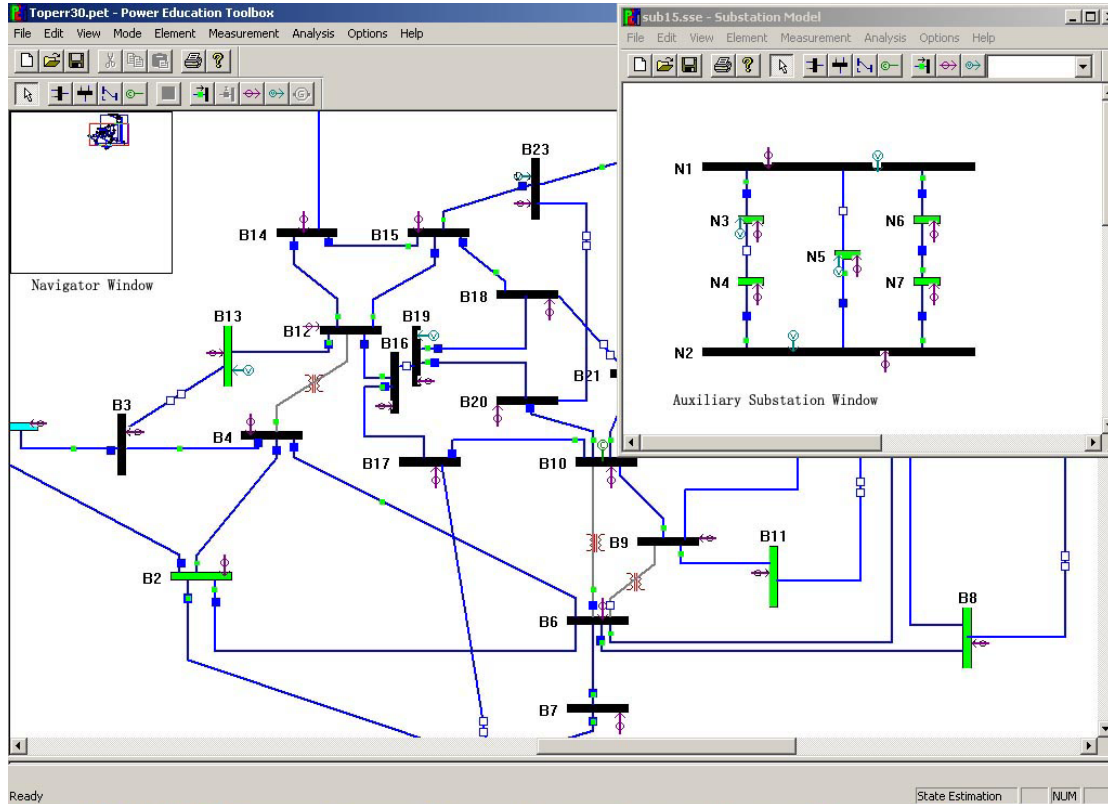 Toperr30.pet - Power Education Toolbox
File Edit View Mode Element Measurement Analysis Options Help
sub15.sse - Substation Model
File Edit View Element Measurement Analysis Options Help
Navigator Window
B23
B14
B15
B18
B13
B12
B19
B16
B21
B3
B4
B20
B17
B10
B9
B11
B2
B6
B8
B7
N1
N3
N6
N5
N4
N7
N2
Auxiliary Substation Window
Ready
State Estimation
NUM